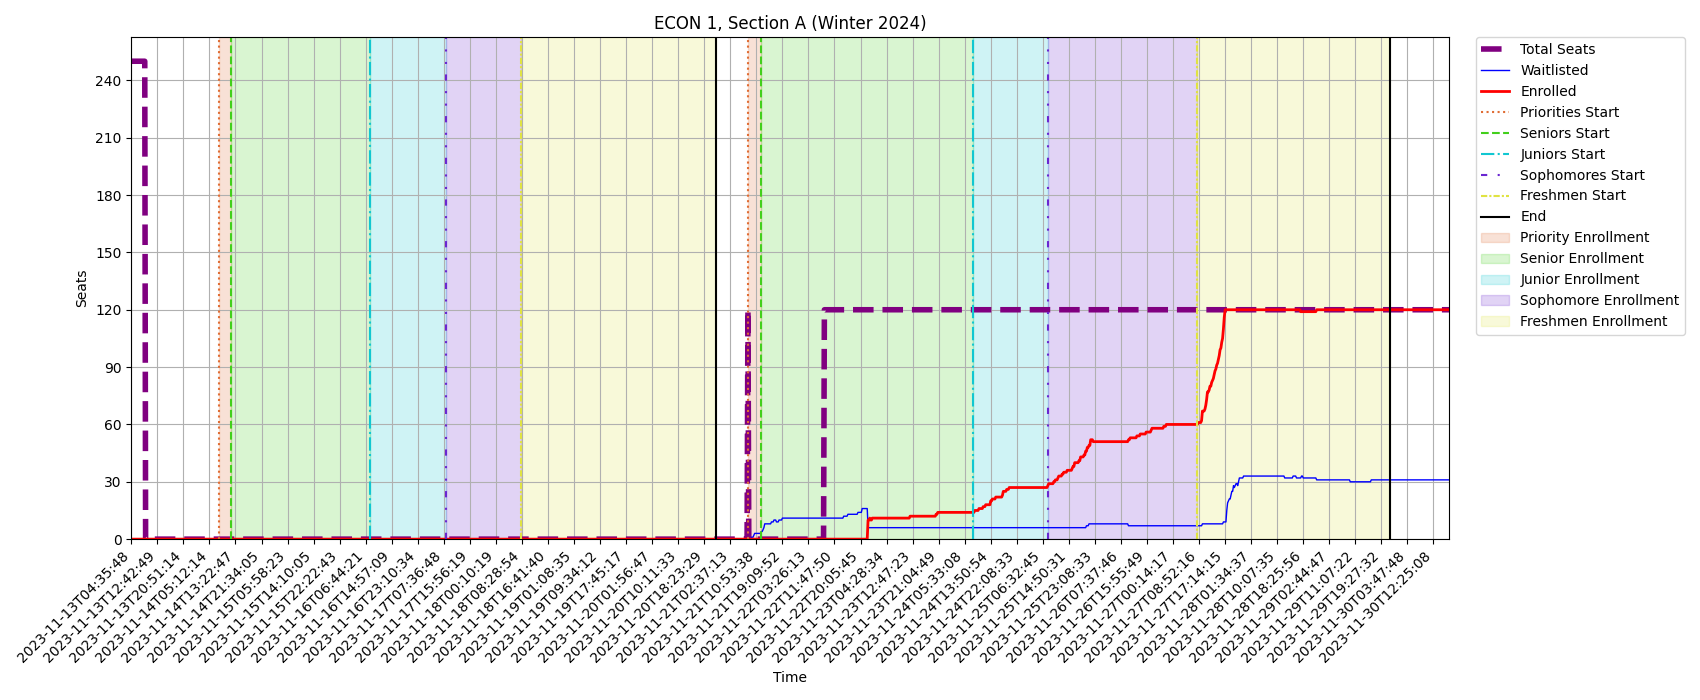 ECON 1, Section A (Winter 2024)
Seats
240
210
180
150
120
90
60
30
0
2023-11-13T04:35:48
2023-11-13T12:42:49
2023-11-13T20:51:14
2023-11-14T05:12:14
2023-11-14T13:22:47
2023-11-14T21:34:05
2023-11-15T05:58:23
2023-11-15T14:10:05
2023-11-15T22:22:43
2023-11-16T06:44:21
2023-11-16T14:57:09
2023-11-16T23:10:34
2023-11-17T07:36:48
2023-11-17T15:56:19
2023-11-18T00:10:19
2023-11-18T08:28:54
2023-11-18T16:41:40
2023-11-19T01:08:35
2023-11-19T09:34:12
2023-11-19T17:45:17
2023-11-20T01:56:47
2023-11-20T10:11:33
2023-11-20T18:23:29
2023-11-21T02:37:13
2023-11-21T10:53:38
2023-11-21T19:09:52
2023-11-22T03:26:13
2023-11-22T11:47:50
2023-11-22T20:05:45
2023-11-23T04:28:34
2023-11-23T12:47:23
2023-11-23T21:04:49
2023-11-24T05:33:08
2023-11-24T13:50:54
2023-11-24T22:08:33
2023-11-25T06:32:45
2023-11-25T14:50:31
2023-11-25T23:08:33
2023-11-26T07:37:46
2023-11-26T15:55:49
2023-11-27T00:14:17
2023-11-27T08:52:16
2023-11-27T17:14:15
2023-11-28T01:34:37
2023-11-28T10:07:35
2023-11-28T18:25:56
2023-11-29T02:44:47
2023-11-29T11:07:22
2023-11-29T19:27:32
2023-11-30T03:47:48
2023-11-30T12:25:08
Time
Total Seats
Waitlisted
Enrolled
Priorities Start
Seniors Start
Juniors Start
Sophomores Start
Freshmen Start
End
Priority Enrollment
Senior Enrollment
Junior Enrollment
Sophomore Enrollment
Freshmen Enrollment